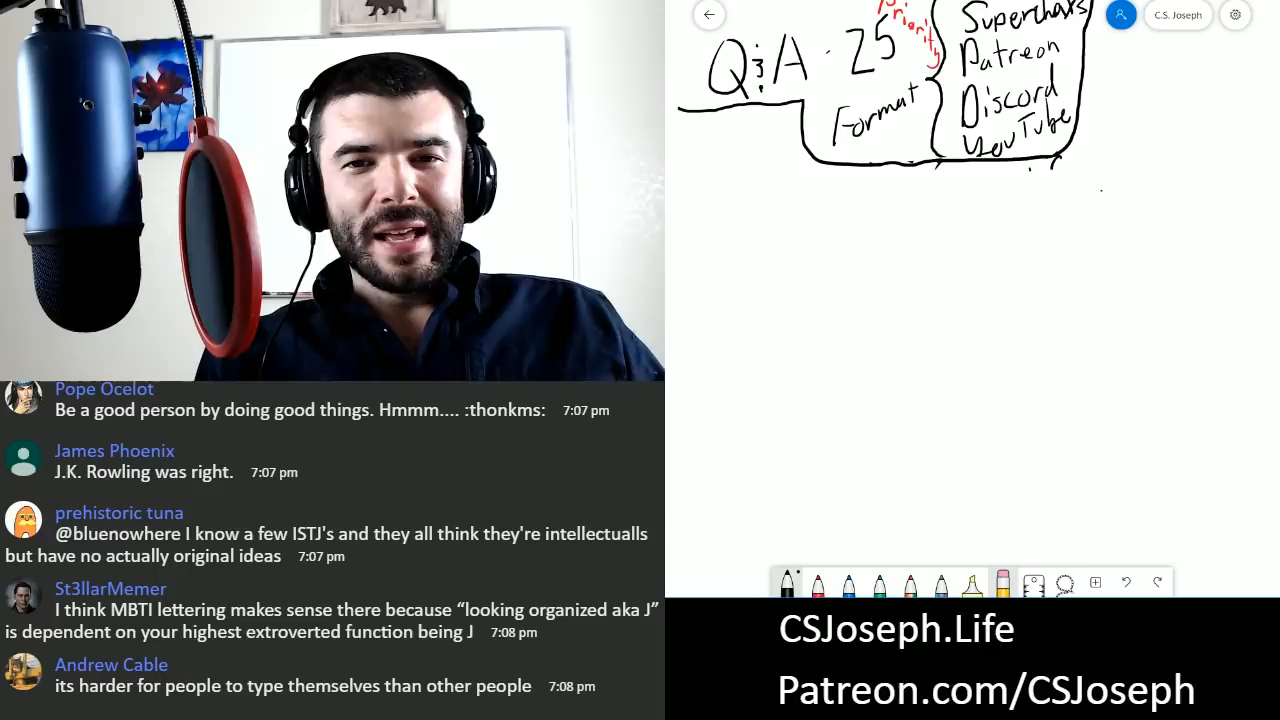 Priority
Superchats
Q & A · 25
Patreon
Format
Discord
YouTube
C.S. Joseph
Pope Ocelot
Be a good person by doing good things. Hmmm.... :thonkms: 7:07 pm
James Phoenix
J.K. Rowling was right. 7:07 pm
prehistoric tuna
@bluenowhere I know a few ISTJ's and they all think they're intellectualls
but have no actually original ideas 7:07 pm
St3llarMemer
I think MBTI lettering makes sense there because “looking organized aka J”
is dependent on your highest extroverted function being J 7:08 pm
Andrew Cable
its harder for people to type themselves than other people 7:08 pm
CSJoseph.Life
Patreon.com/CSJoseph